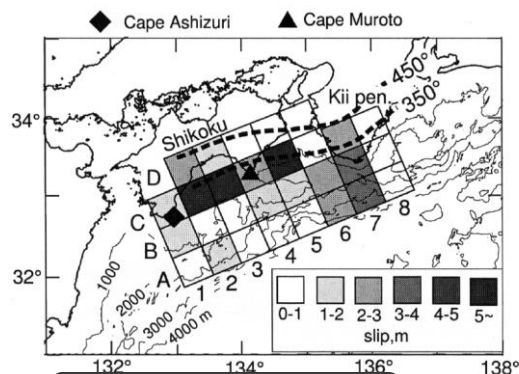 Cape Ashizuri
Cape Muroto
34°
32°
132°
134°
136°
138°
Kii pen.
450°
350°
Shikoku
D
C
B
A
1
2
3
4
5
6
7
8
1000
2000
3000
4000 m
0-1
1-2
2-3
3-4
4-5
5~
slip,m